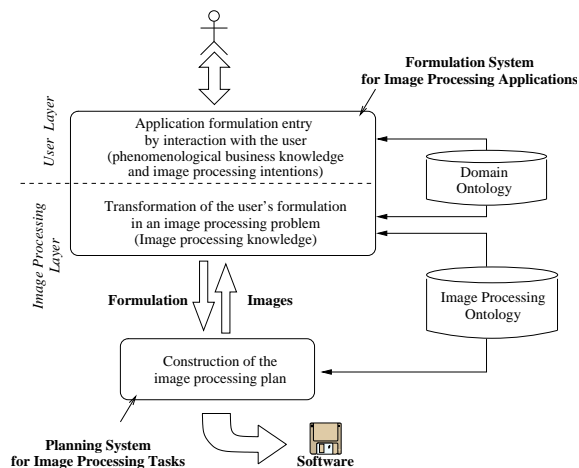 Formulation System
for Image Processing Applications
User Layer
Application formulation entry
by interaction with the user
(phenomenological business knowledge
and image processing intentions)
Domain
Ontology
Image Processing
Layer
Transformation of the user's formulation
in an image processing problem
(Image processing knowledge)
Formulation
Images
Image Processing
Ontology
Construction of the
image processing plan
Planning System
for Image Processing Tasks
Software